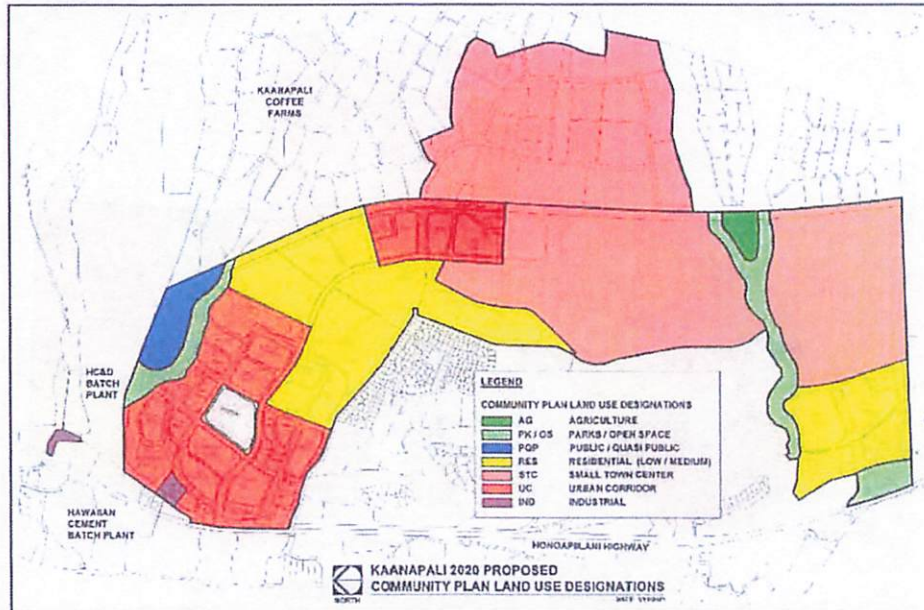 KAANAPALI
COFFEE
FARMS
HC&D
BATCH
PLANT
LEGEND
COMMUNITY PLAN LAND USE DESIGNATIONS
AG AGRICULTURE
PK / OS PARKS / OPEN SPACE
PQP PUBLIC / QUASI PUBLIC
RES RESIDENTIAL (LOW / MEDIUM)
STC SMALL TOWN CENTER
UC URBAN CORRIDOR
IND INDUSTRIAL
HAWAIIAN
CEMENT
BATCH PLANT
HONOAPIILANI HIGHWAY
KAANAPALI 2020 PROPOSED
COMMUNITY PLAN LAND USE DESIGNATIONS
NORTH